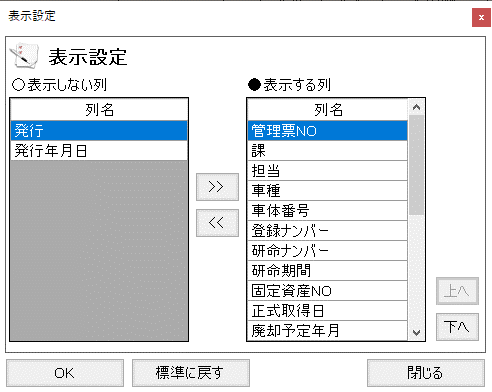 表示設定
x
表示設定
○表示しない列
●表示する列
列名
発行
発行年月日
>>
<<
列名
管理票NO
課
担当
車種
車体番号
登録ナンバー
研命ナンバー
研命期間
固定資産NO
正式取得日
廃却予定年月
上へ
下へ
OK
標準に戻す
閉じる